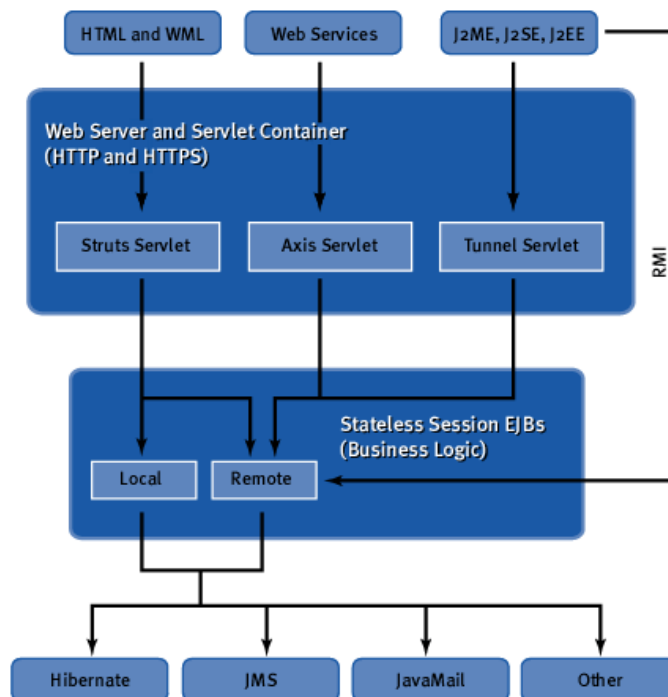 HTML and WML
Web Services
J2ME, J2SE, J2EE
Web Server and Servlet Container
(HTTP and HTTPS)
Struts Servlet
Axis Servlet
Tunnel Servlet
RMI
Stateless Session EJBs
(Business Logic)
Local
Remote
Hibernate
JMS
JavaMail
Other